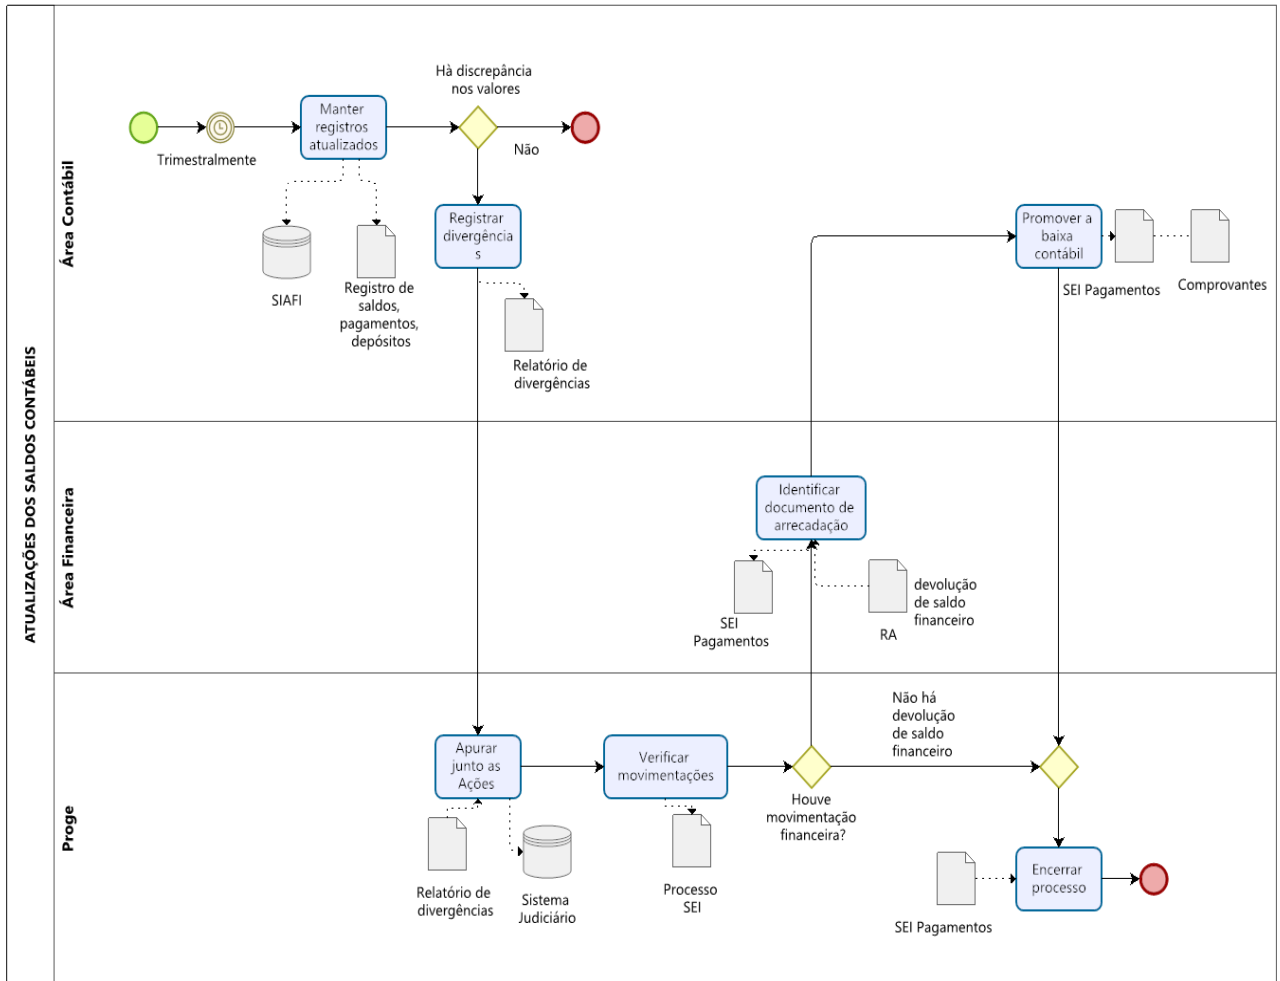 ATUALIZAÇÕES DOS SALDOS CONTÁBEIS
Área Contábil
Trimestralmente
Manter
registros
atualizados
Hà discrepância
nos valores
Não
SIAFI
Registro de
saldos,
pagamentos,
depósitos
Registrar
divergência
s
Relatório de
divergências
Promover a
baixa
contábil
SEI Pagamentos
Comprovantes
Área Financeira
Identificar
documento de
arrecadação
SEI
Pagamentos
RA
devolução
de saldo
financeiro
Proge
Apurar
junto as
Ações
Relatório de
divergências
Sistema
Judiciário
Verificar
movimentações
Processo
SEI
Houve
movimentação
financeira?
Não há
devolução
de saldo
financeiro
SEI Pagamentos
Encerrar
processo